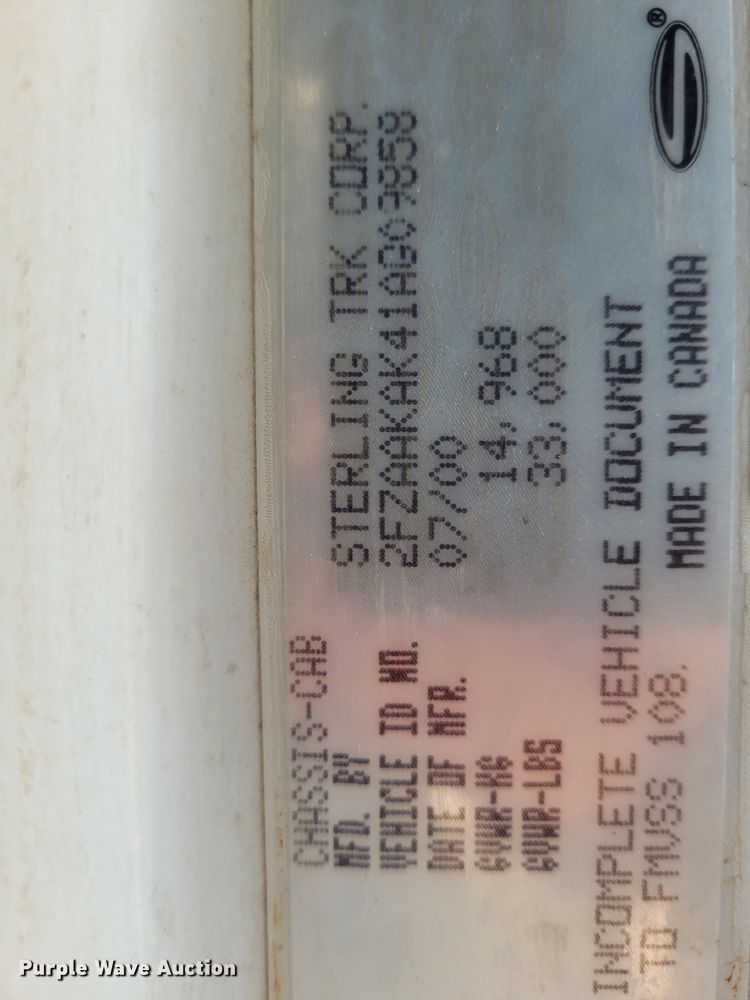 CHASSIS-CAB
MFD. BY STERLING TRK CORP.
VEHICLE ID NO. 2FZAAKAK41AG09858
DATE OF MFR. 07/00
GVWR-KG 14,968
GVWR-LBS 33,000
INCOMPLETE VEHICLE DOCUMENT
TO FMVSS 108. MADE IN CANADA
®
Purple Wave Auction